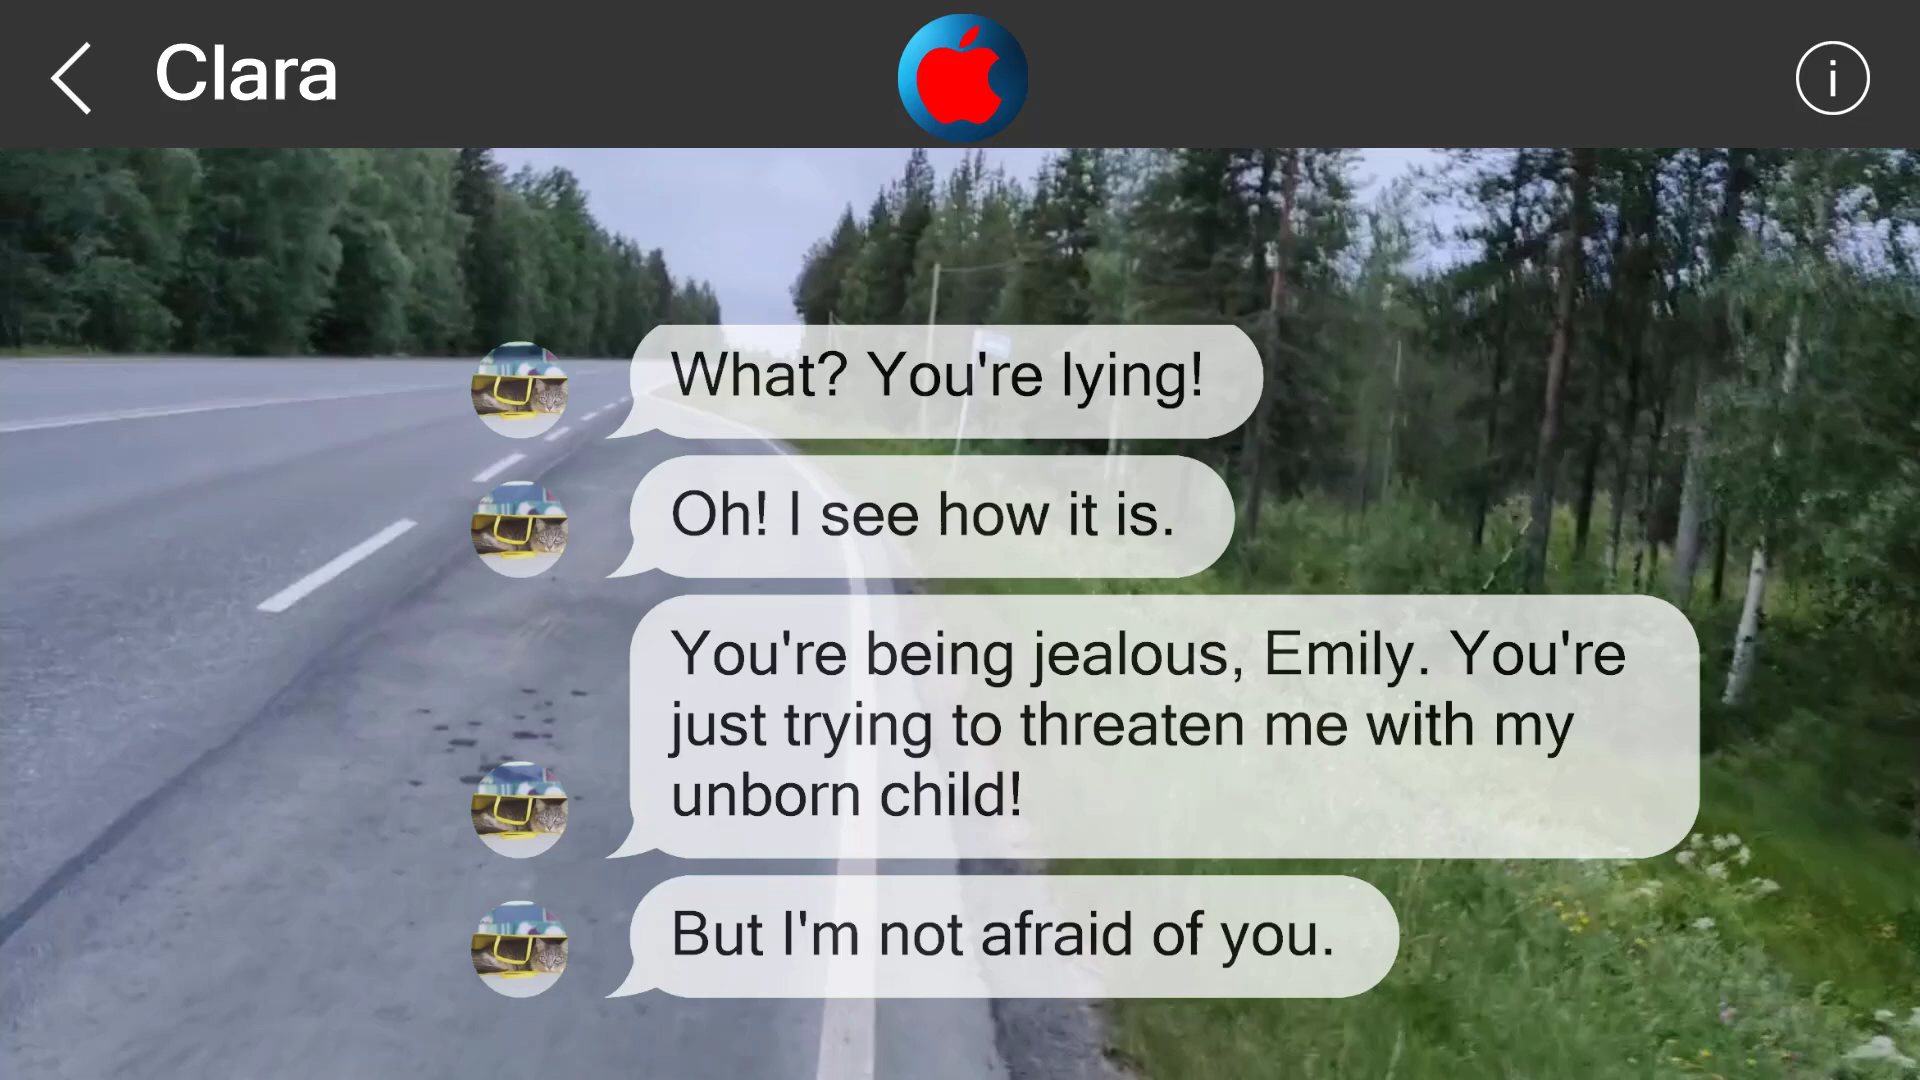 Clara
What? You're lying!
Oh! I see how it is.
You're being jealous, Emily. You're
just trying to threaten me with my
unborn child!
But I'm not afraid of you.